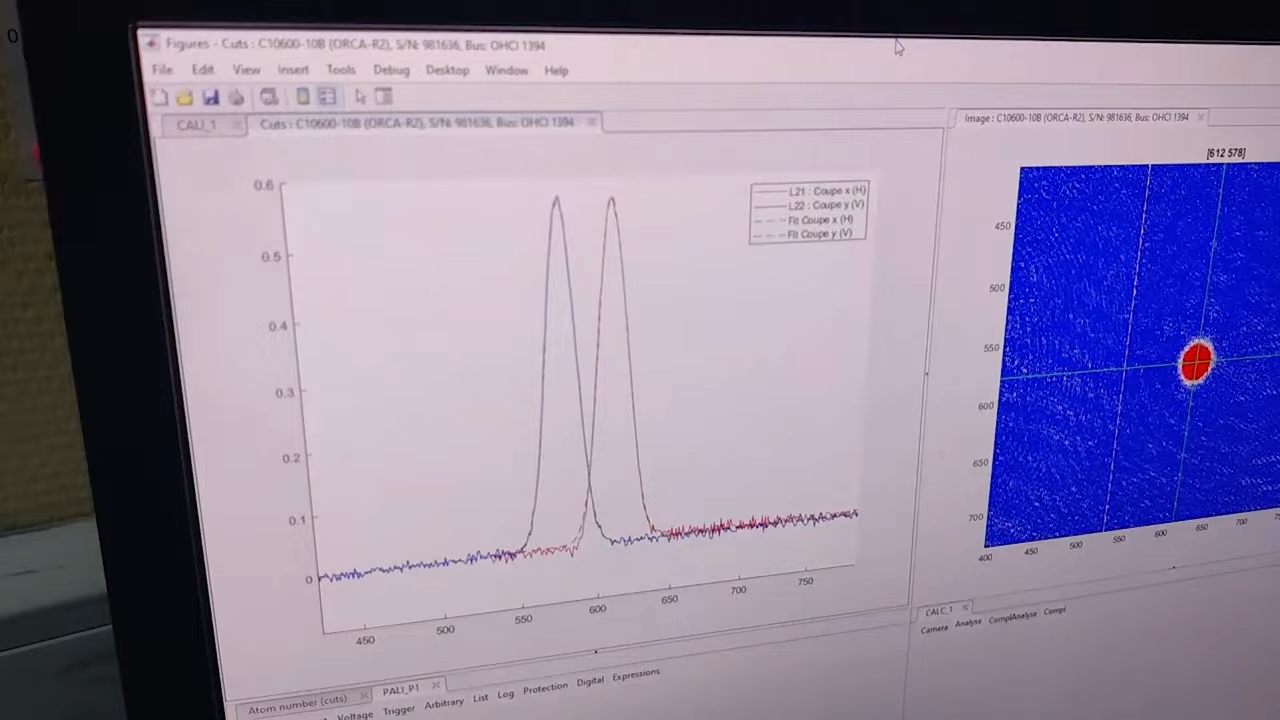 0
Figures - Cuts : C10600-10B (ORCA-R2), S/N: 981636, Bus: OHCI 1394
File Edit View Insert Tools Debug Desktop Window Help
CALI_1
Cuts : C10600-10B (ORCA-R2), S/N: 981636, Bus: OHCI 1394
0.6
0.5
0.4
0.3
0.2
0.1
0
450 500 550 600 650 700 750
L21 : Coupe x (H)
L22 : Coupe y (V)
Fit Coupe x (H)
Fit Coupe y (V)
Image : C10600-10B (ORCA-R2), S/N: 981636, Bus: OHCI 1394
[612 578]
450
500
550
600
650
700
400 450 500 550 600 650 700
Atom number (cuts)
PALI_P1
Voltage Trigger Arbitrary List Log Protection Digital Expressions
CALC_1
Camera Analyse ComplAnalyse Compl